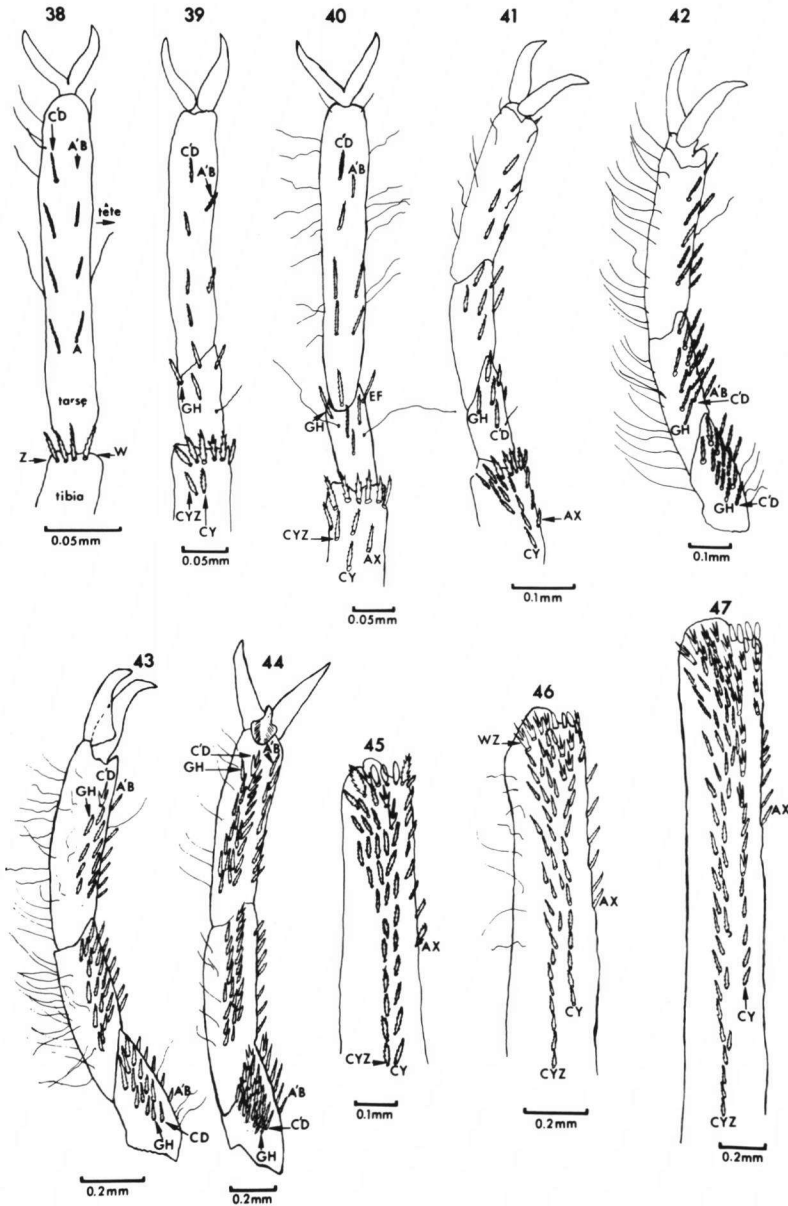 38
39
40
41
42
C'D
A'B
tête
A
tarse
Z
W
tibia
0.05mm
C'D
A'B
GH
CYZ
CY
0.05mm
C'D
A'B
GH
EF
CYZ
CY
AX
0.05mm
GH
C'D
AX
CY
0.1mm
A'B
C'D
GH
GH
C'D
0.1mm
43
44
45
46
47
C'D
A'B
GH
A'B
CD
GH
0.2mm
C'D
A'B
GH
A'B
C'D
GH
0.2mm
AX
CYZ
CY
0.1mm
WZ
AX
CY
CYZ
0.2mm
AX
CY
CYZ
0.2mm